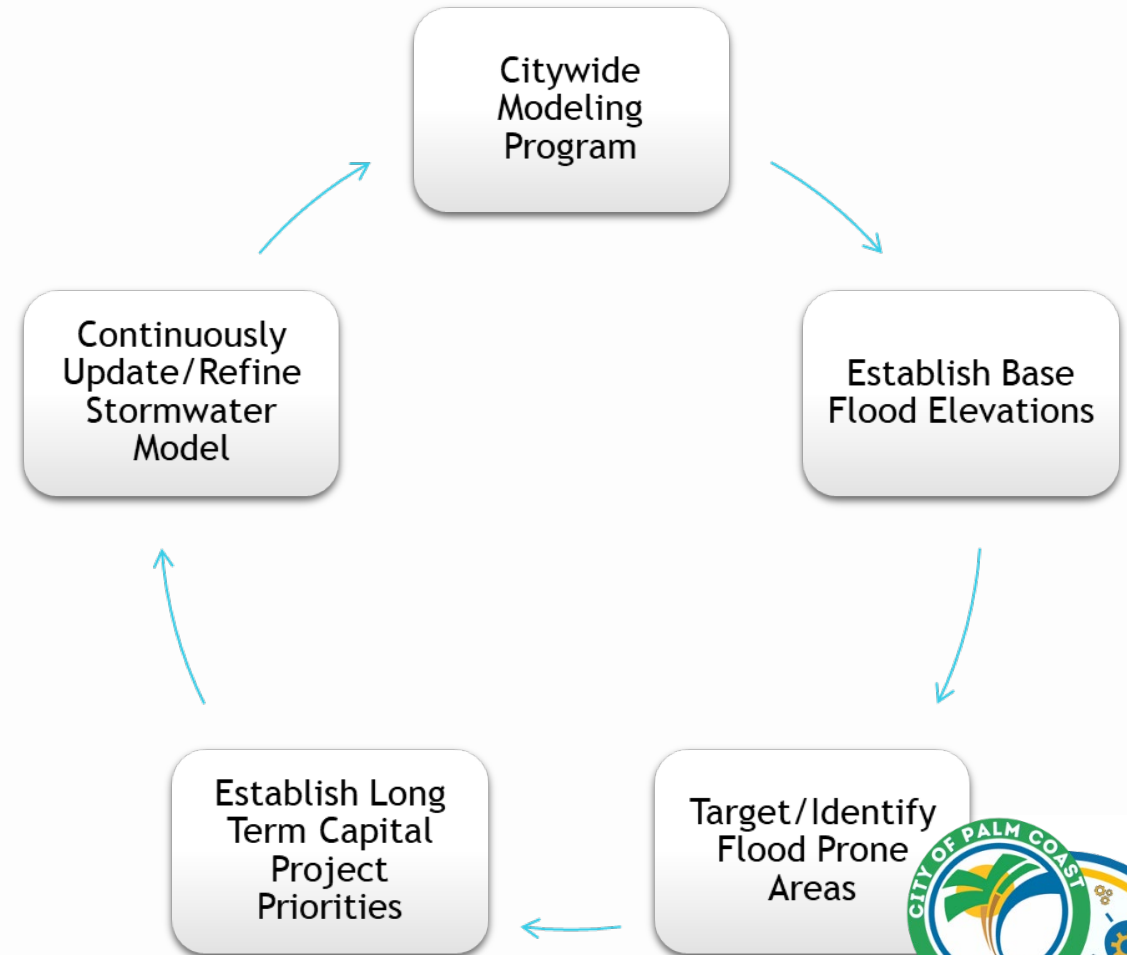 Citywide
Modeling
Program
Continuously
Update/Refine
Stormwater
Model
Establish Base
Flood Elevations
Establish Long
Term Capital
Project
Priorities
Target/Identify
Flood Prone
Areas
CITY OF PALM COAST